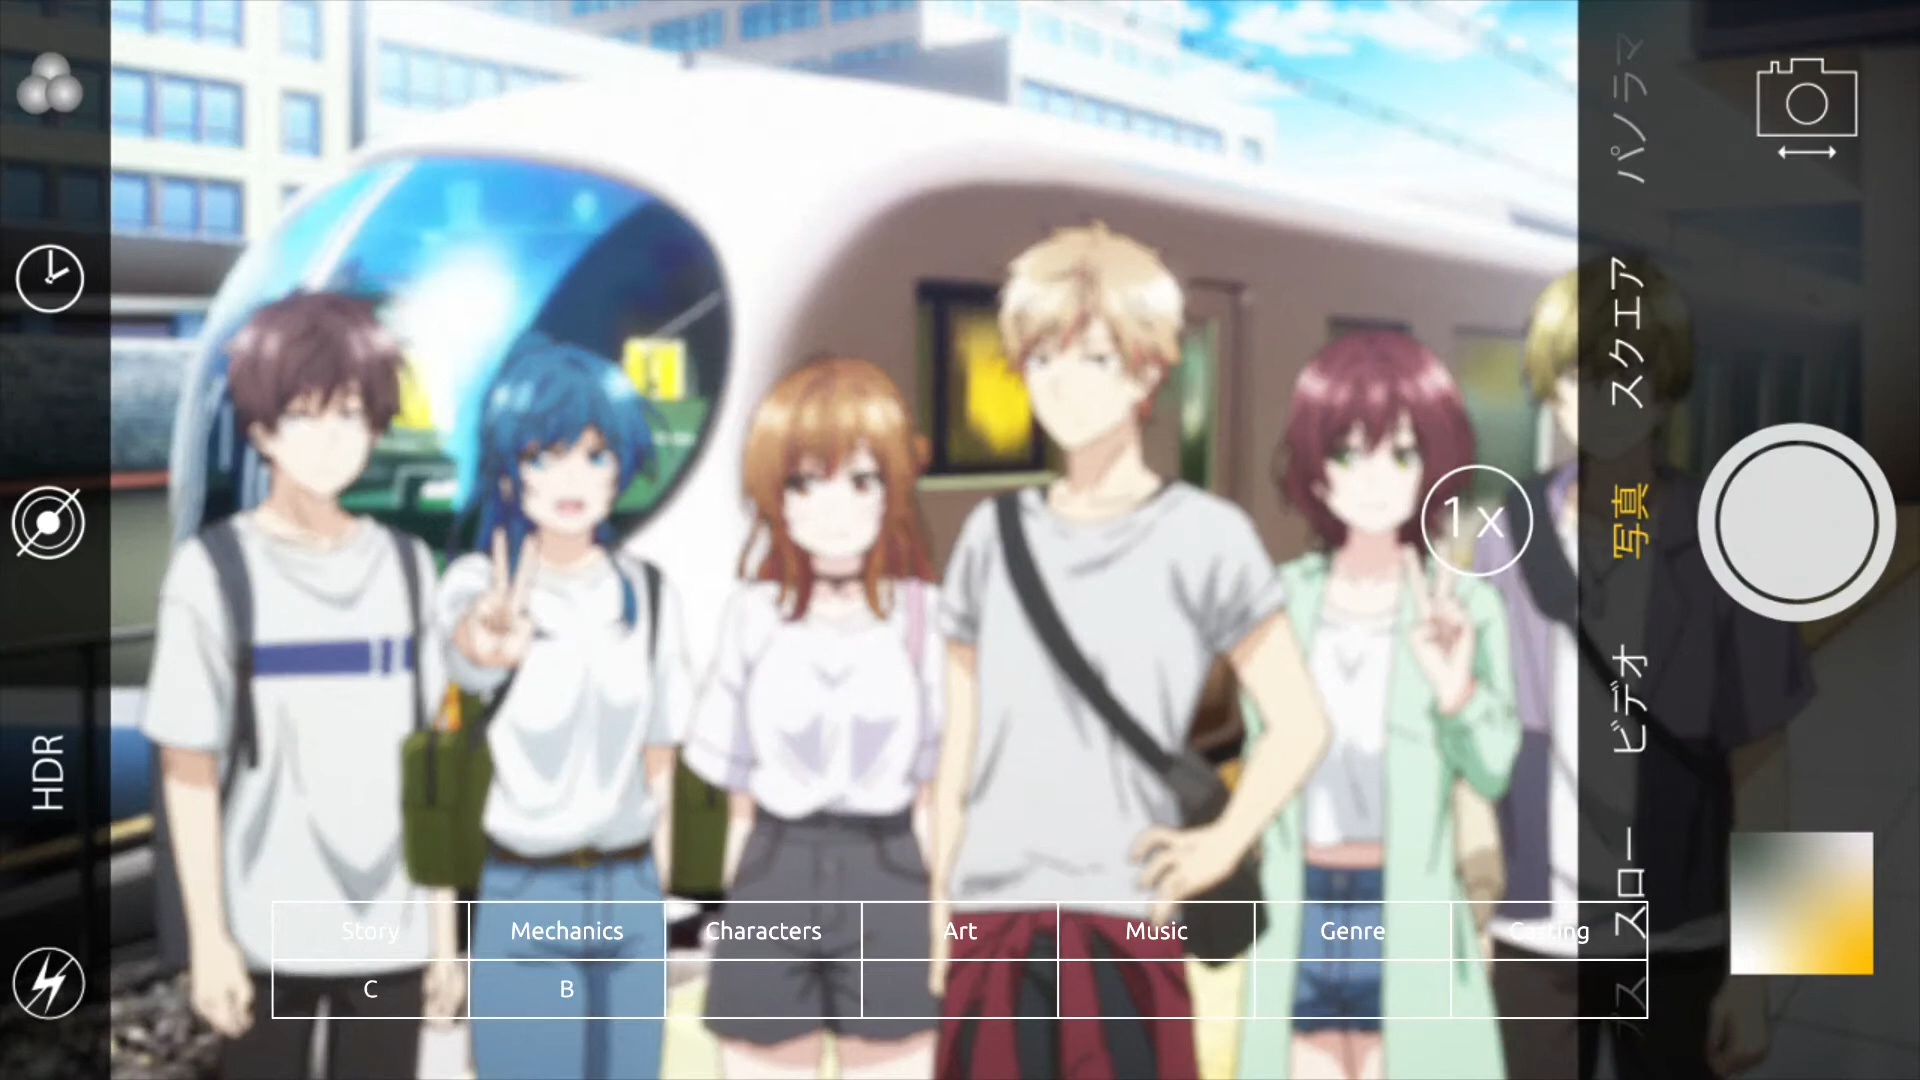 HDR
パノラマ
スクエア
写真
ビデオ
スロー
1x
Story Mechanics Characters Art Music Genre Casting
C B